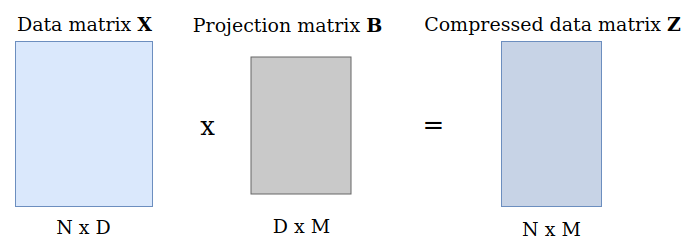 Data matrix X
Projection matrix B
Compressed data matrix Z
x
=
N x D
D x M
N x M